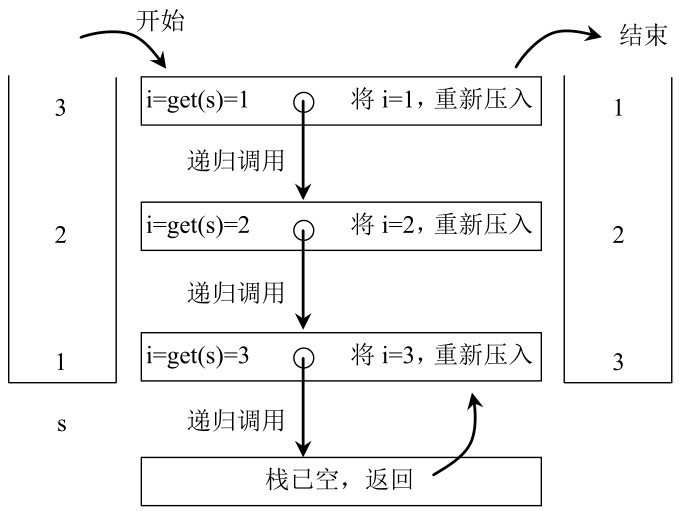 开始
结束
3
i=get(s)=1
将 i=1，重新压入
1
递归调用
2
i=get(s)=2
将 i=2，重新压入
2
递归调用
1
i=get(s)=3
将 i=3，重新压入
3
递归调用
s
栈已空，返回